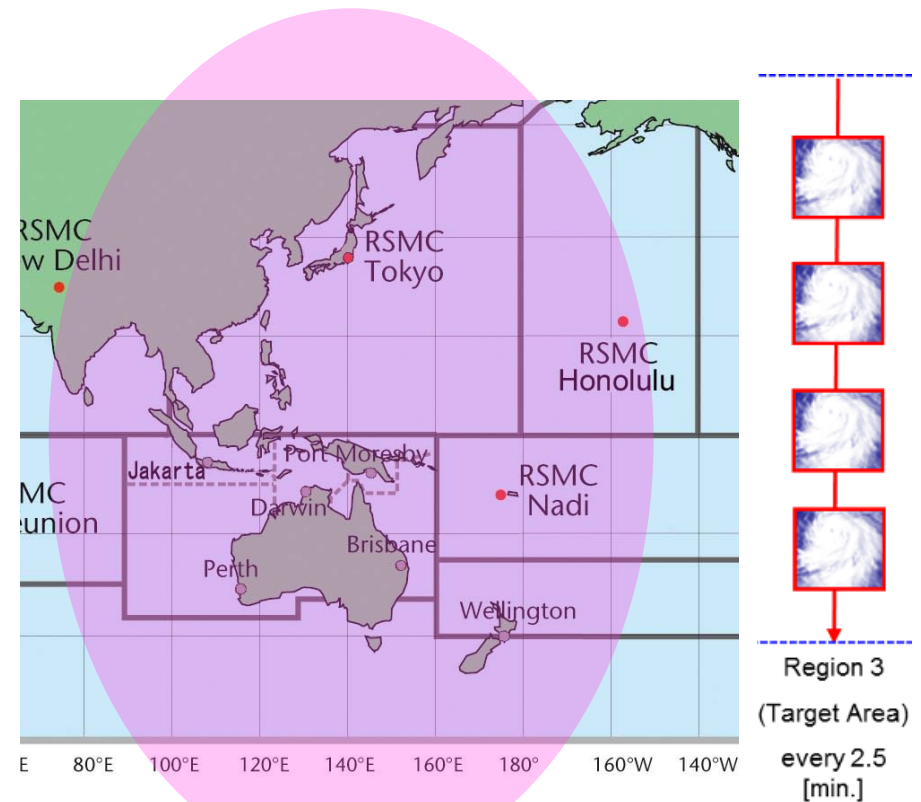 RSMC
w Delhi
RSMC
Tokyo
RSMC
Honolulu
Jakarta
Port Moresby
MC
eunion
Darwin
RSMC
Nadi
Brisbane
Perth
Wellington
E
80°E
100°E
120°E
140°E
160°E
180°
160°W
140°W
Region 3
(Target Area)
every 2.5
[min.]